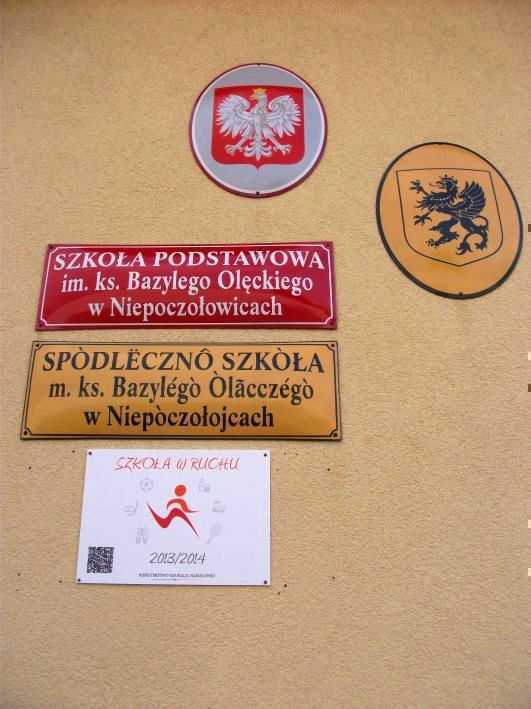 SZKOŁA PODSTAWOWA
im. ks. Bazylego Olęckiego
w Niepoczołowicach
SPÒDLËCZNÔ SZKÒŁA
m. ks. Bazylégò Òlãcczégò
w Niepòczołojcach
SZKOŁA W RUCHU
2013/2014